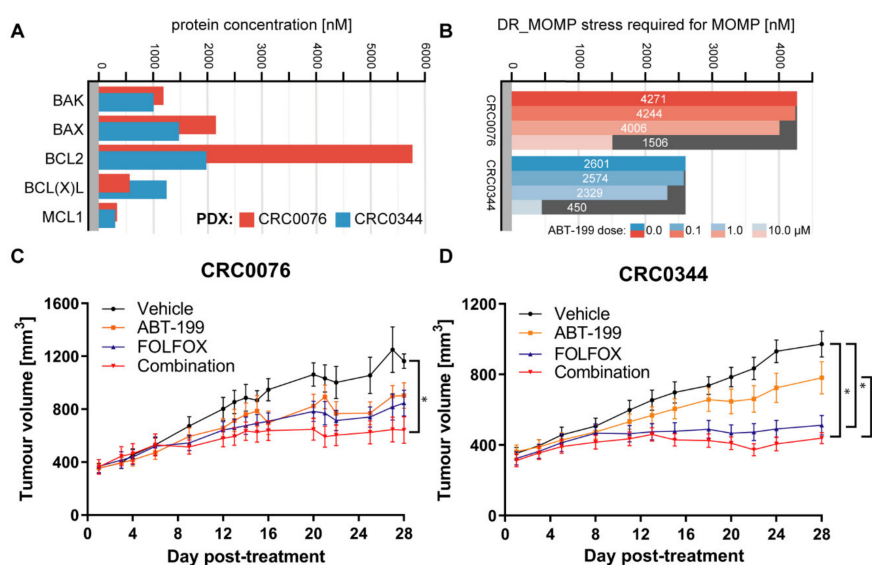 A
protein concentration [nM]
0
1000
2000
3000
4000
5000
6000
BAK
BAX
BCL2
BCL(X)L
MCL1
PDX: CRC0076 CRC0344
B
DR_MOMP stress required for MOMP [nM]
0
1000
2000
3000
4000
CRC0076
4271
4244
4006
1506
CRC0344
2601
2574
2329
450
ABT-199 dose: 0.0 0.1 1.0 10.0 µM
C
CRC0076
Tumour volume [mm³]
1600
1200
800
400
0
Vehicle
ABT-199
FOLFOX
Combination
*
0 4 8 12 16 20 24 28
Day post-treatment
D
CRC0344
Tumour volume [mm³]
1200
800
400
0
Vehicle
ABT-199
FOLFOX
Combination
*
*
0 4 8 12 16 20 24 28
Day post-treatment